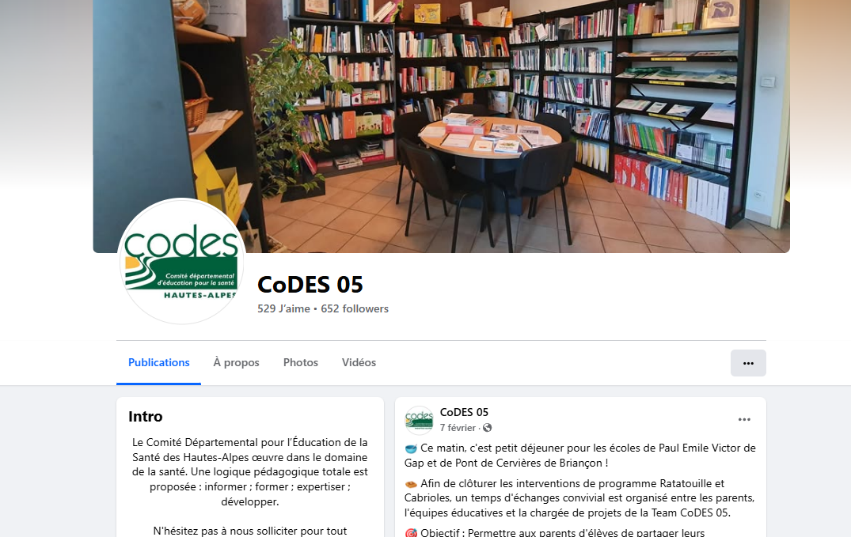 codes
Comité départemental
d'éducation pour la santé
HAUTES-ALPES
CoDES 05
529 J’aime • 652 followers
Publications
À propos
Photos
Vidéos
Intro
Le Comité Départemental pour l'Éducation de la
Santé des Hautes-Alpes œuvre dans le domaine
de la santé. Une logique pédagogique totale est
proposée : informer ; former ; expertiser ;
développer.
N'hésitez pas à nous solliciter pour tout
codes
CoDES 05
7 février ·
🥣 Ce matin, c'est petit déjeuner pour les écoles de Paul Emile Victor de
Gap et de Pont de Cervières de Briançon !
🥧 Afin de clôturer les interventions de programme Ratatouille et
Cabrioles, un temps d'échanges convivial est organisé entre les parents,
l'équipes éducatives et la chargée de projets de la Team CoDES 05.
🎯 Objectif : Permettre aux parents d'élèves de partager leurs